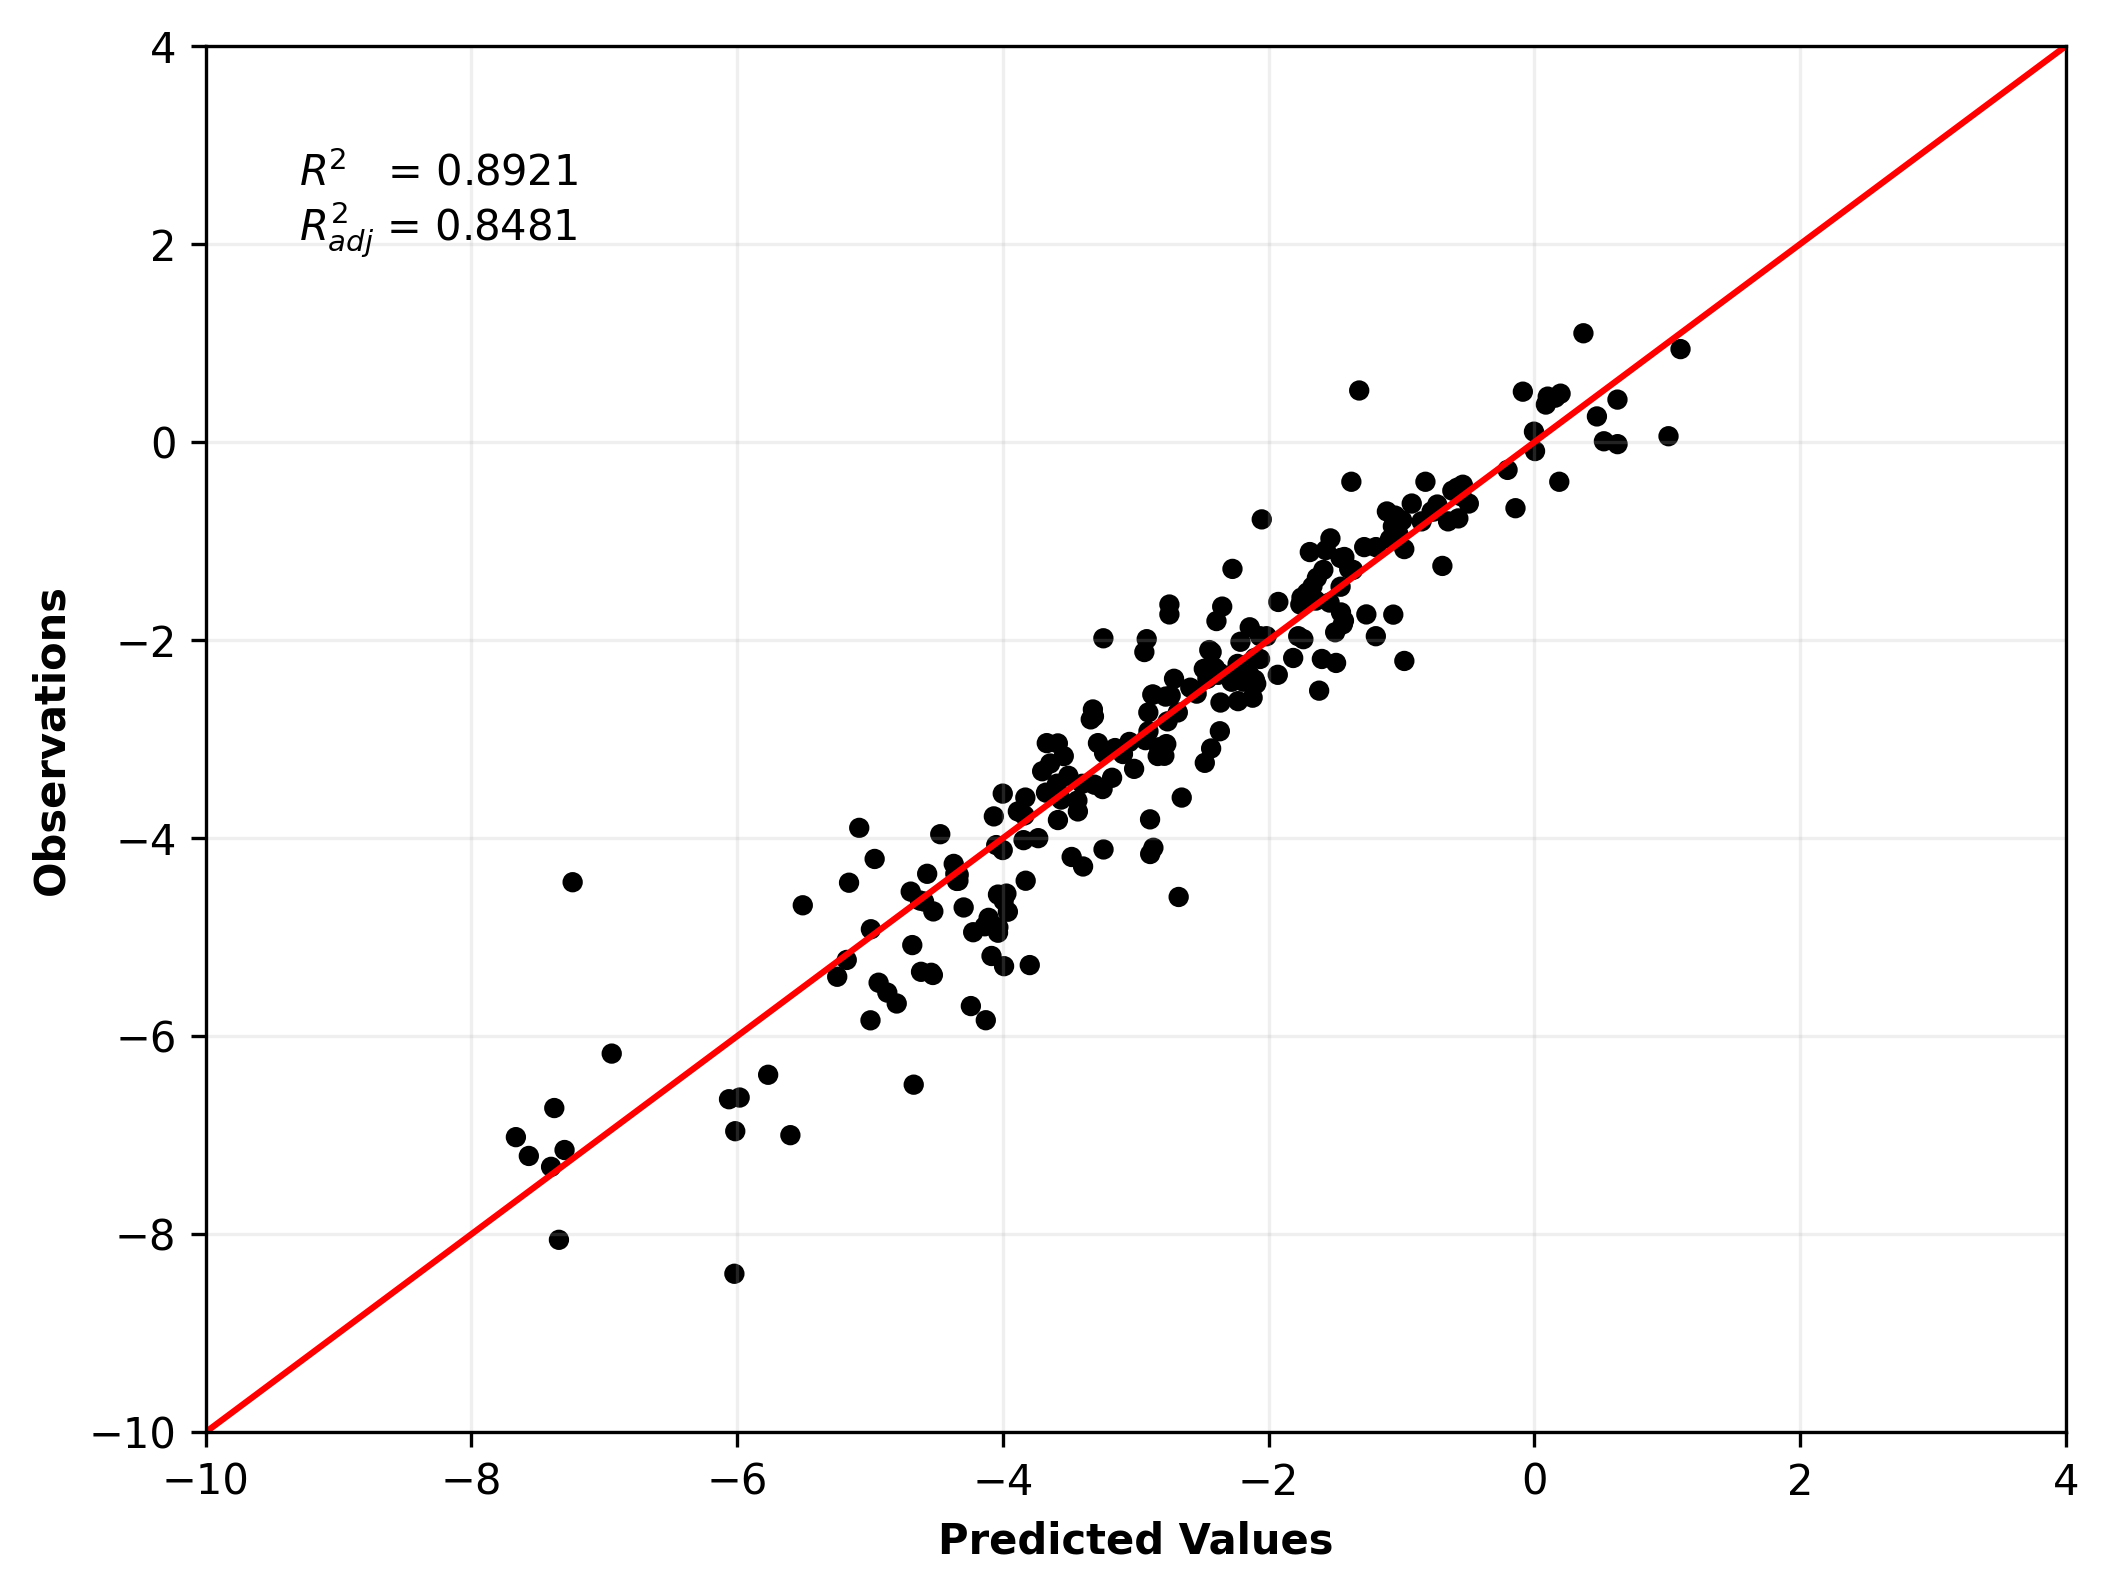 4
R² = 0.8921
R²adj = 0.8481
2
0
−2
−4
−6
−8
−10
Observations
−10 −8 −6 −4 −2 0 2 4
Predicted Values